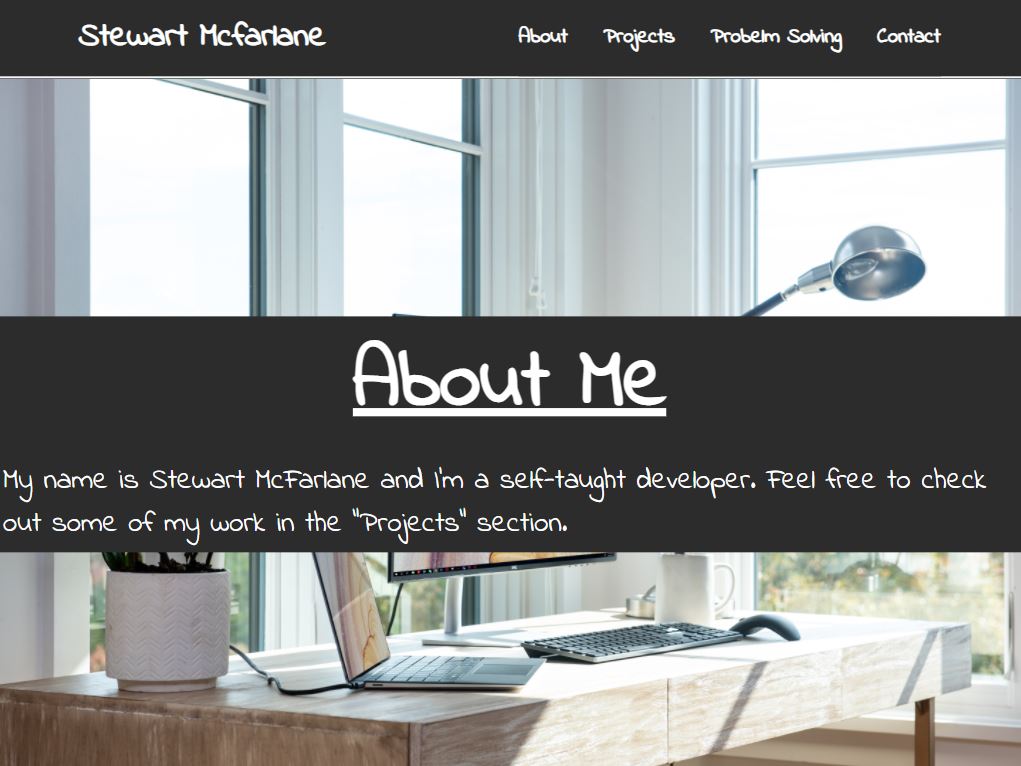 Stewart Mcfarlane
About Projects Probelm Solving Contact
About Me
My name is Stewart McFarlane and I'm a self-taught developer. Feel free to check
out some of my work in the "Projects" section.